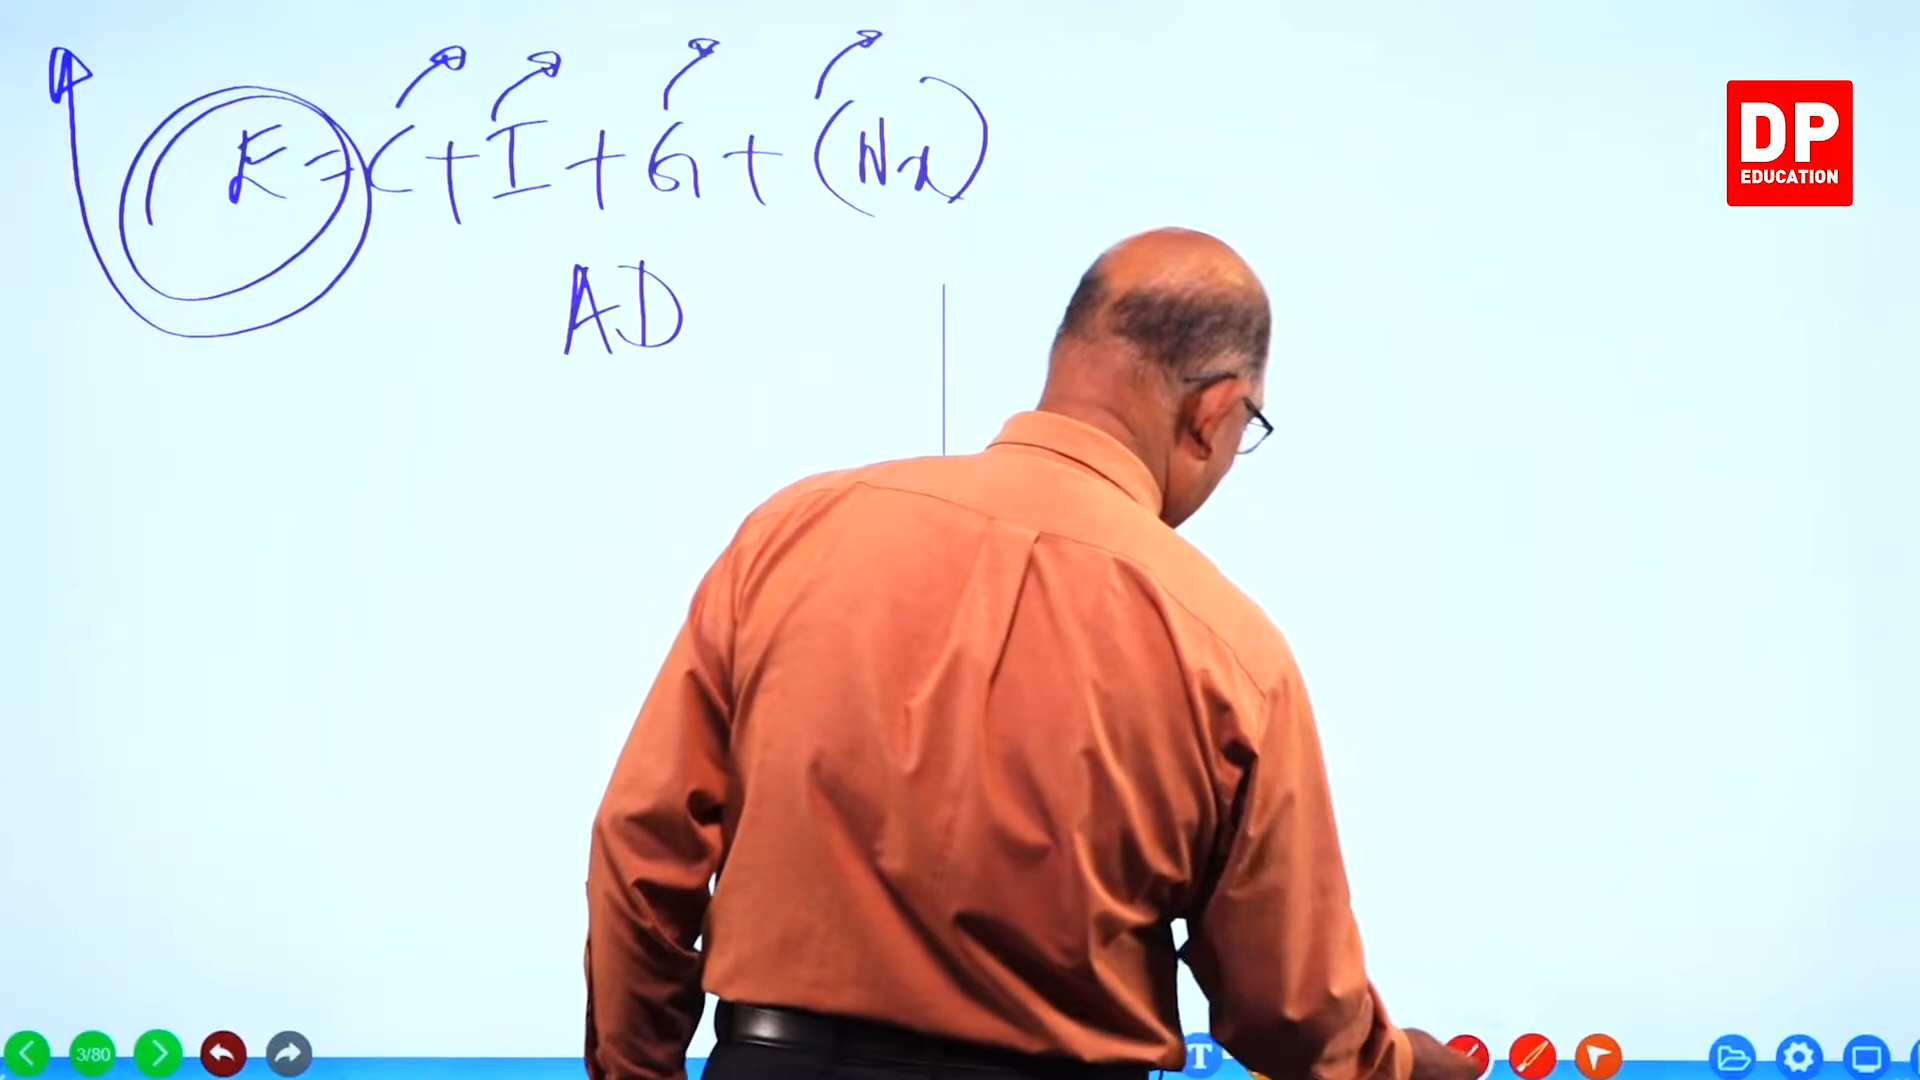 E = C + I + G + (Nx)
AD
DP
EDUCATION
3/80
T